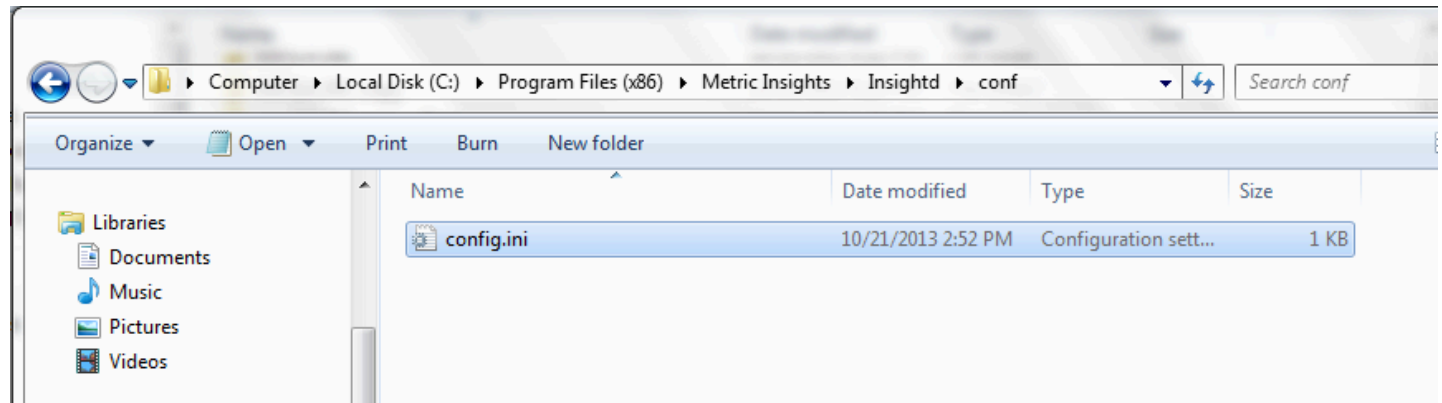 Computer Local Disk (C:) Program Files (x86) Metric Insights Insightd conf Search conf
Organize Open Print Burn New folder
Name Date modified Type Size
Libraries
config.ini 10/21/2013 2:52 PM Configuration sett... 1 KB
Documents
Music
Pictures
Videos